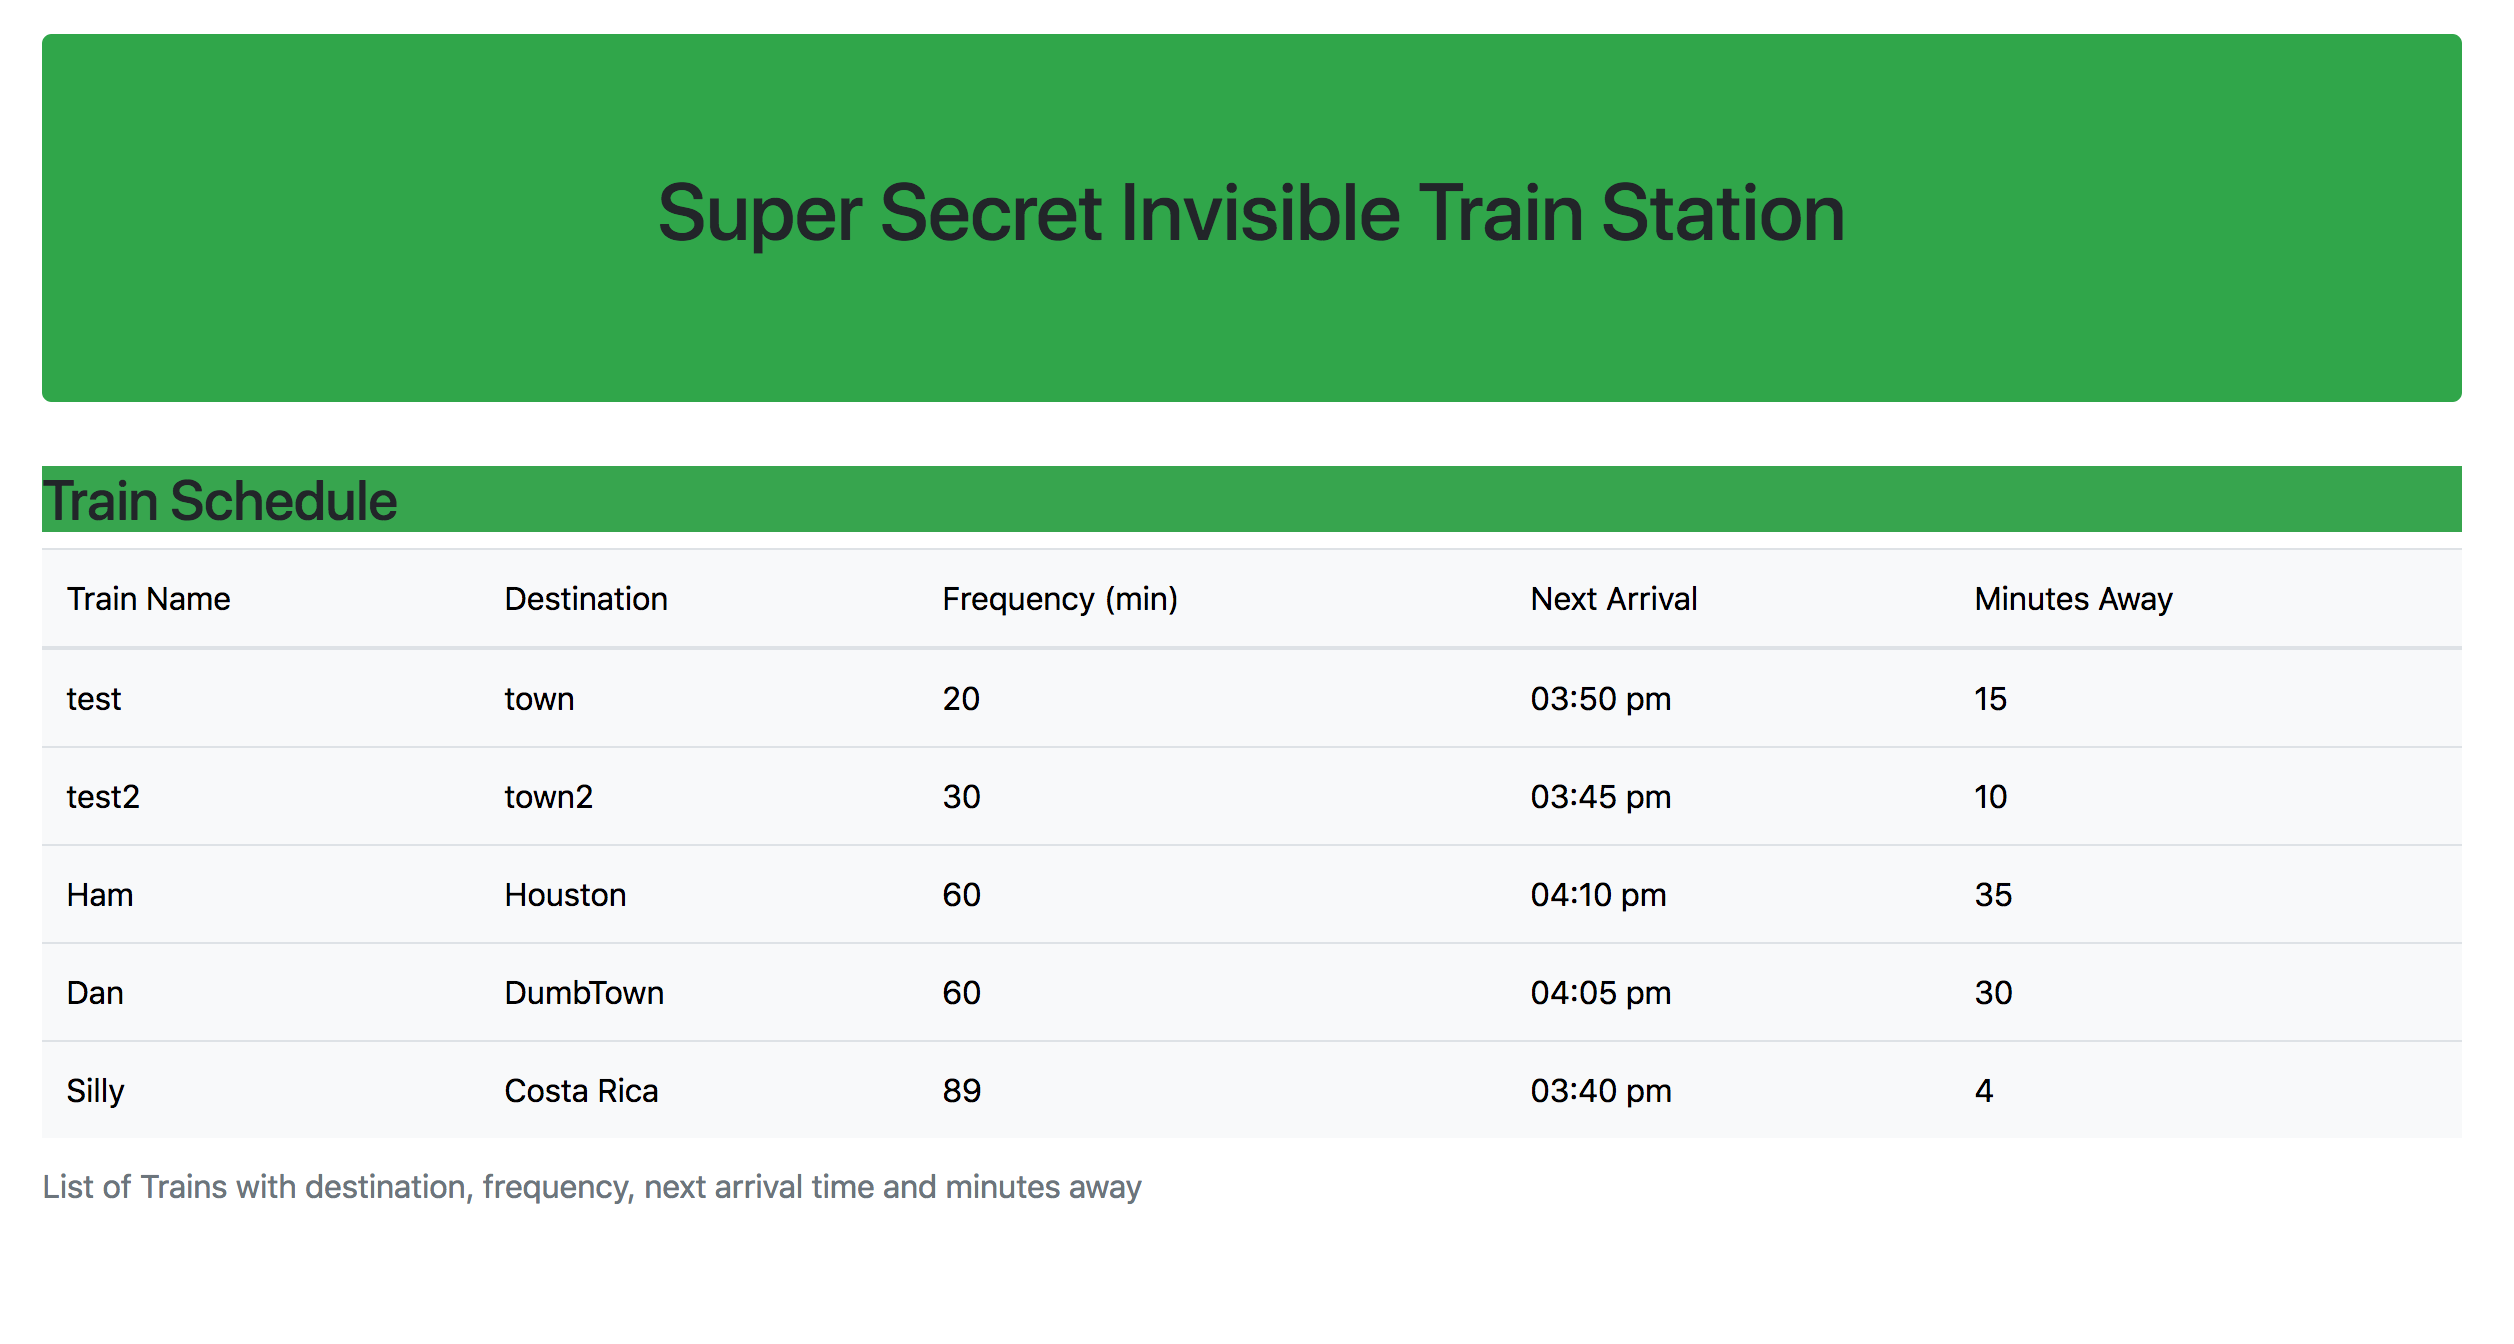 Super Secret Invisible Train Station
Train Schedule
Train Name Destination Frequency (min) Next Arrival Minutes Away
test town 20 03:50 pm 15
test2 town2 30 03:45 pm 10
Ham Houston 60 04:10 pm 35
Dan DumbTown 60 04:05 pm 30
Silly Costa Rica 89 03:40 pm 4
List of Trains with destination, frequency, next arrival time and minutes away